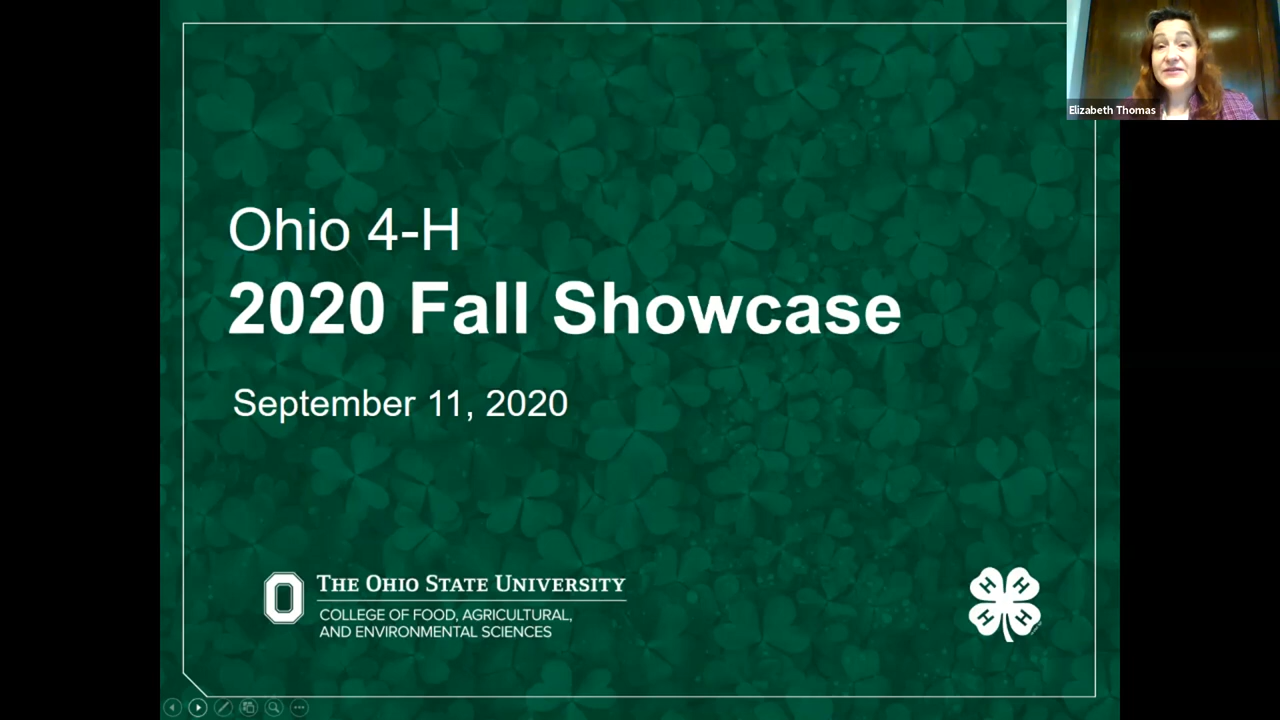 Elizabeth Thomas
Ohio 4-H
2020 Fall Showcase
September 11, 2020
THE OHIO STATE UNIVERSITY
COLLEGE OF FOOD, AGRICULTURAL,
AND ENVIRONMENTAL SCIENCES
H H
H H